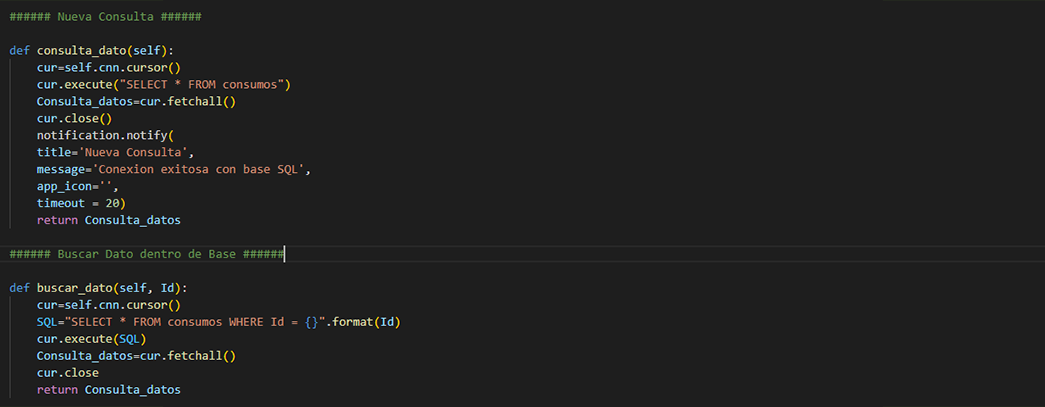 ###### Nueva Consulta ######
def consulta_dato(self):
cur=self.cnn.cursor()
cur.execute("SELECT * FROM consumos")
Consulta_datos=cur.fetchall()
cur.close()
notification.notify(
title='Nueva Consulta',
message='Conexion exitosa con base SQL',
app_icon='',
timeout = 20)
return Consulta_datos
###### Buscar Dato dentro de Base ######
def buscar_dato(self, Id):
cur=self.cnn.cursor()
SQL="SELECT * FROM consumos WHERE Id = {}".format(Id)
cur.execute(SQL)
Consulta_datos=cur.fetchall()
cur.close
return Consulta_datos